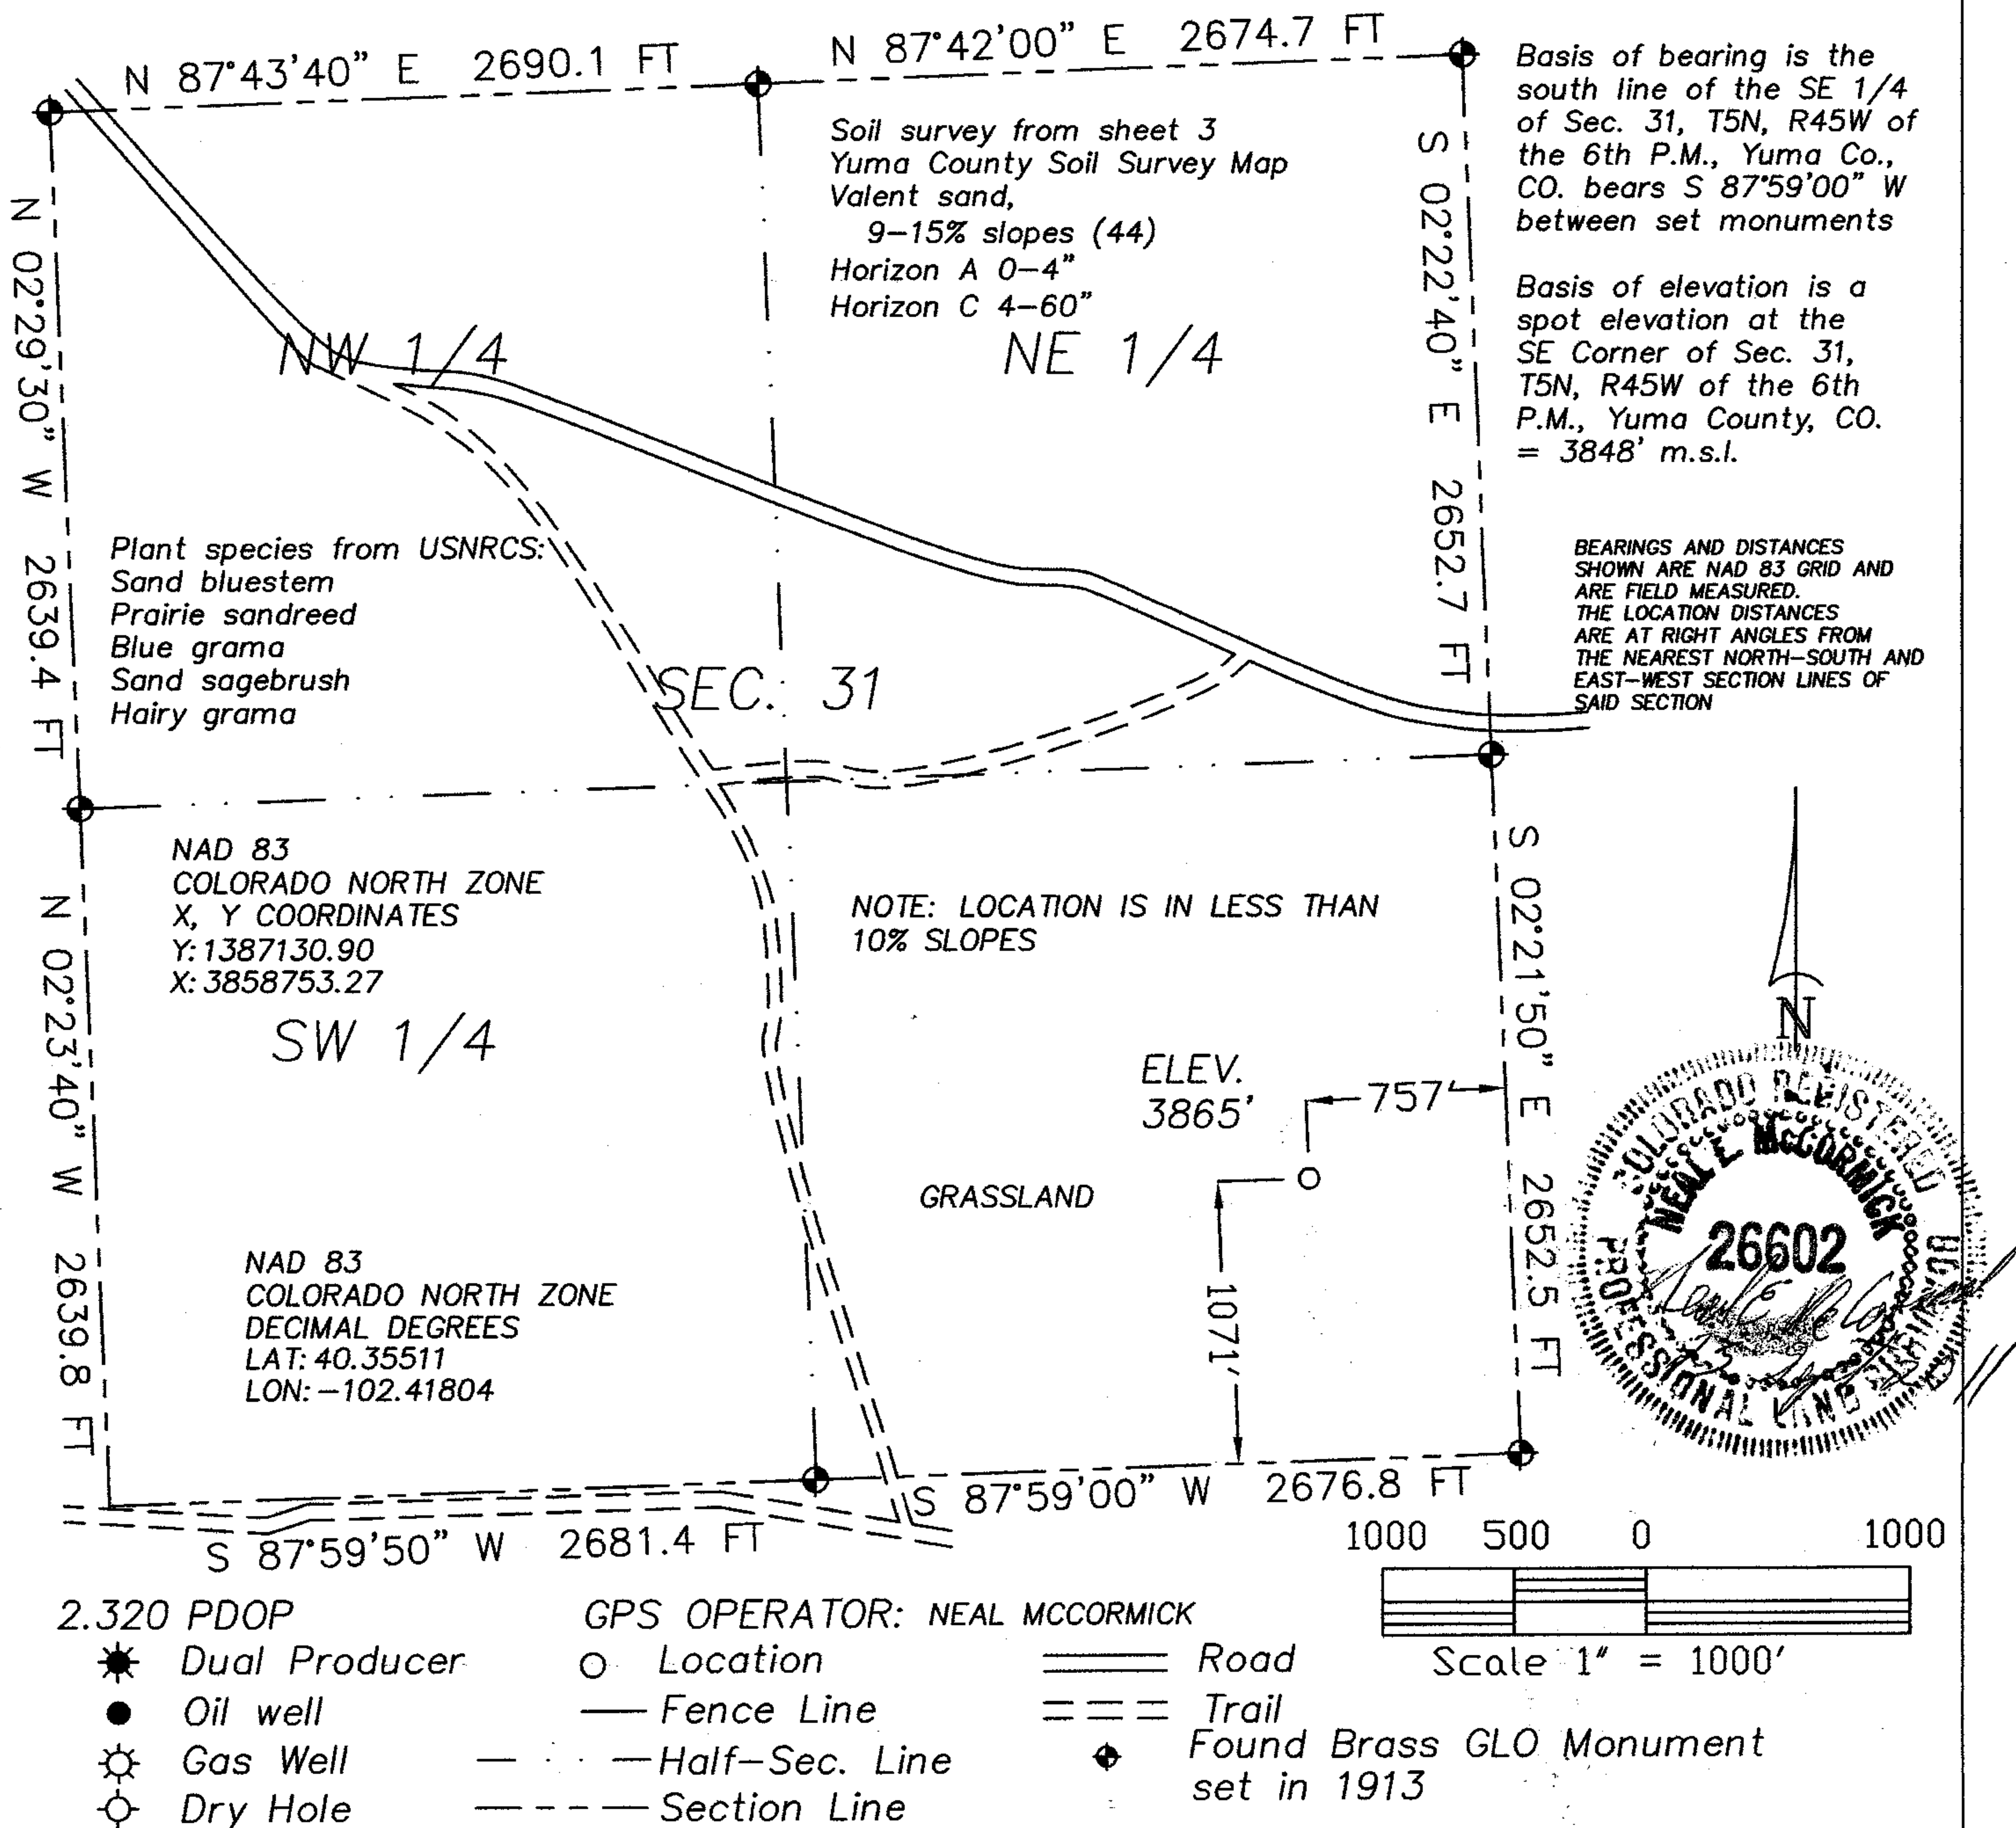 N 87°43'40" E 2690.1 FT
N 87°42'00" E 2674.7 FT
Basis of bearing is the
south line of the SE 1/4
of Sec. 31, T5N, R45W of
the 6th P.M., Yuma Co.,
CO. bears S 87°59'00" W
between set monuments
Basis of elevation is a
spot elevation at the
SE Corner of Sec. 31,
T5N, R45W of the 6th
P.M., Yuma County, CO.
= 3848' m.s.l.
BEARINGS AND DISTANCES
SHOWN ARE NAD 83 GRID AND
ARE FIELD MEASURED.
THE LOCATION DISTANCES
ARE AT RIGHT ANGLES FROM
THE NEAREST NORTH-SOUTH AND
EAST-WEST SECTION LINES OF
SAID SECTION
Soil survey from sheet 3
Yuma County Soil Survey Map
Valent sand,
9-15% slopes (44)
Horizon A 0-4"
Horizon C 4-60"
NW 1/4
NE 1/4
N 02°29'30" W 2639.4 FT
S 02°22'40" E 2652.7 FT
Plant species from USNRCS:
Sand bluestem
Prairie sandreed
Blue grama
Sand sagebrush
Hairy grama
SEC. 31
NAD 83
COLORADO NORTH ZONE
X, Y COORDINATES
Y: 1387130.90
X: 3858753.27
SW 1/4
NOTE: LOCATION IS IN LESS THAN
10% SLOPES
N 02°23'40" W 2639.8 FT
S 02°21'50" E 2652.5 FT
N
ELEV.
3865'
757'
1071'
GRASSLAND
NAD 83
COLORADO NORTH ZONE
DECIMAL DEGREES
LAT: 40.35511
LON: -102.41804
COLORADO REGISTERED
NEAL E. McCORMICK
26602
PROFESSIONAL LAND
S 87°59'50" W 2681.4 FT
S 87°59'00" W 2676.8 FT
1000 500 0 1000
Scale 1" = 1000'
2.320 PDOP
GPS OPERATOR: NEAL MCCORMICK
Dual Producer
Location
Road
Oil well
Fence Line
Trail
Gas Well
Half-Sec. Line
Found Brass GLO Monument
set in 1913
Dry Hole
Section Line